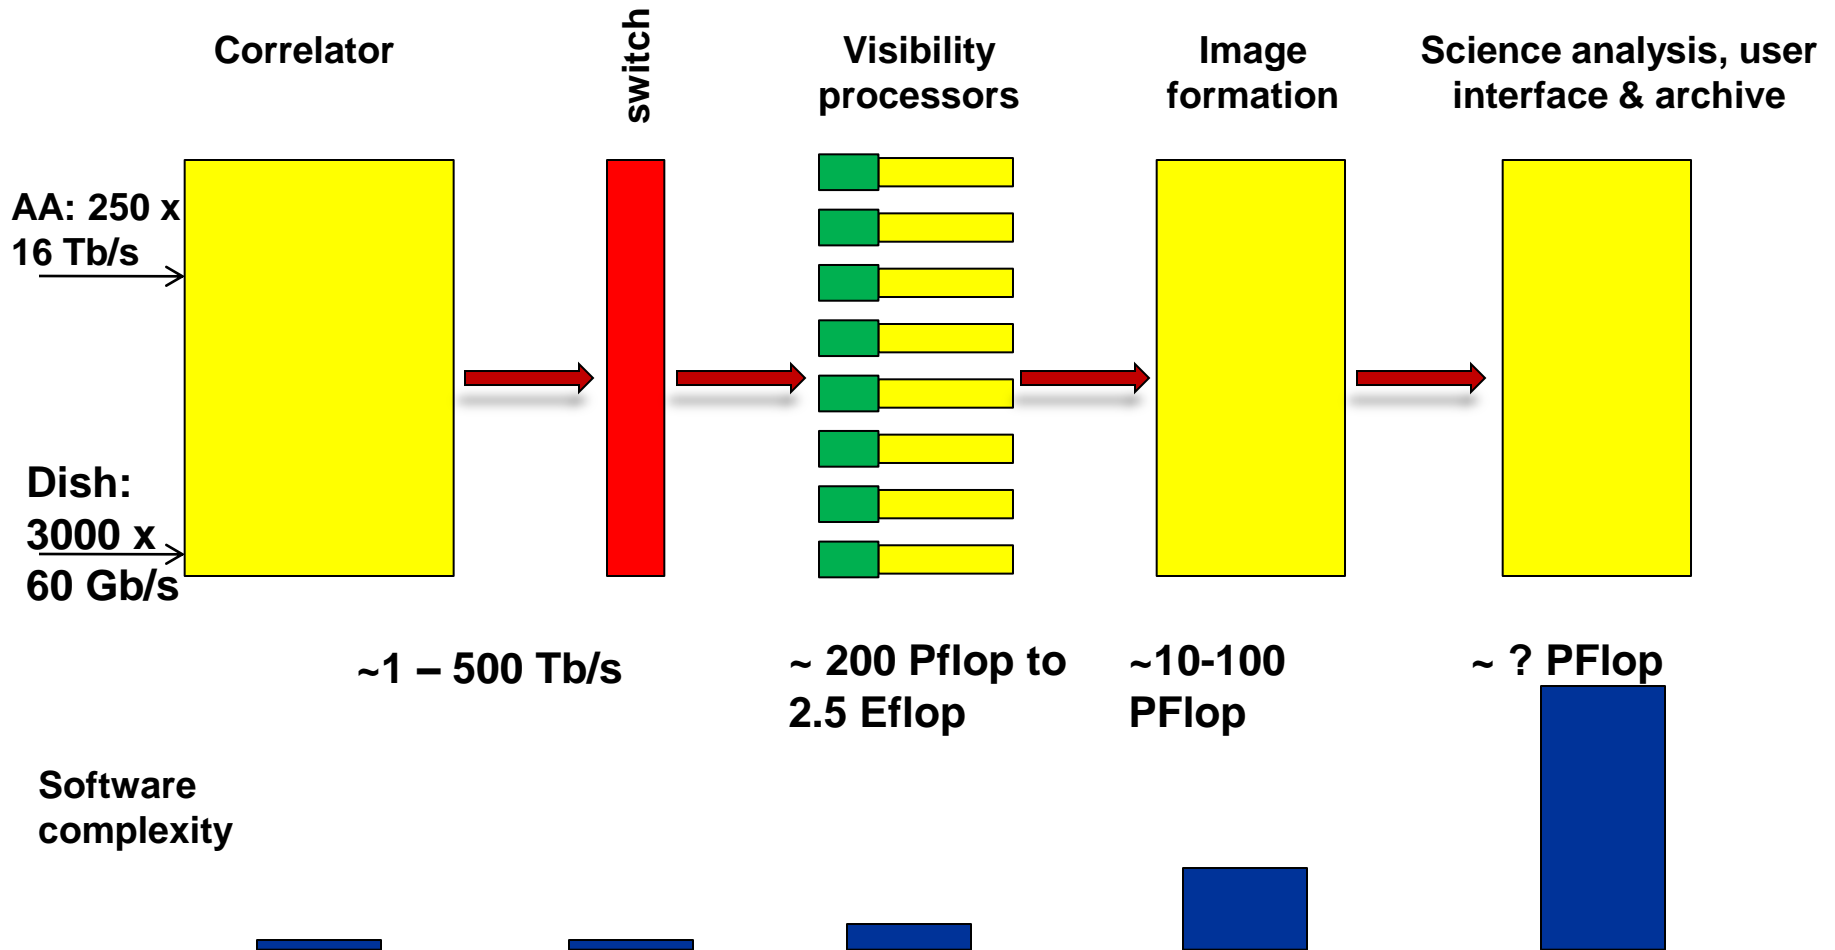 Correlator
switch
Visibility
processors
Image
formation
Science analysis, user
interface & archive
AA: 250 x
16 Tb/s
Dish:
3000 x
60 Gb/s
~1 – 500 Tb/s
~ 200 Pflop to
2.5 Eflop
~10-100
PFlop
~ ? PFlop
Software
complexity